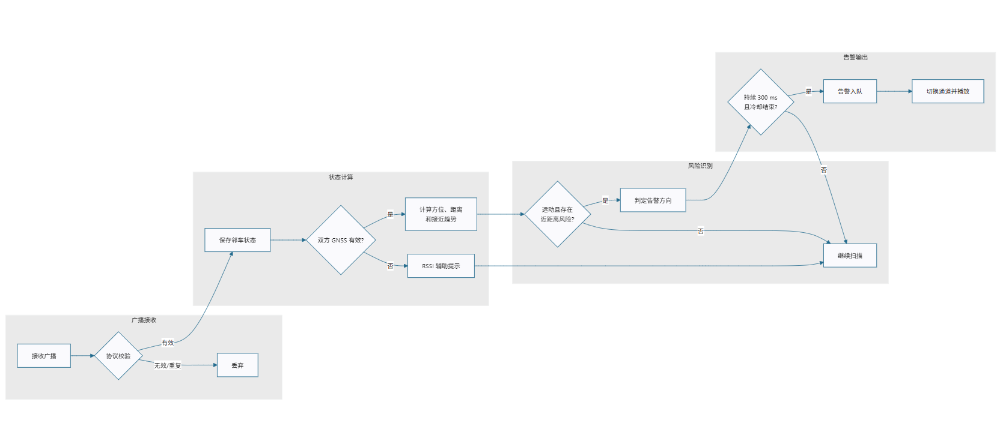 广播接收
接收广播
协议校验
有效
无效/重复
丢弃
状态计算
保存邻车状态
双方 GNSS 有效?
是
计算方位、距离
和接近趋势
否
RSSI 辅助提示
风险识别
运动且存在
近距离风险?
是
判定告警方向
否
继续扫描
告警输出
持续 300 ms
且冷却结束?
是
告警入队
切换通道并播放
否